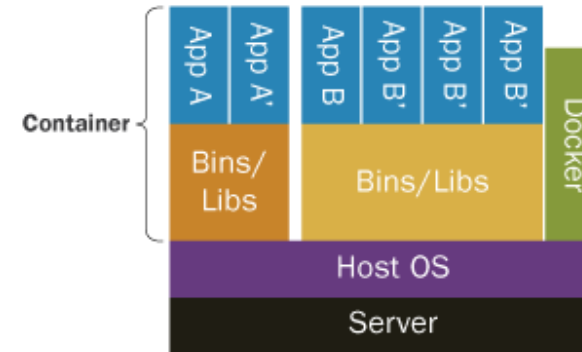 Container
App A
App A'
App B
App B'
App B'
App B'
Bins/
Libs
Bins/Libs
Docker
Host OS
Server